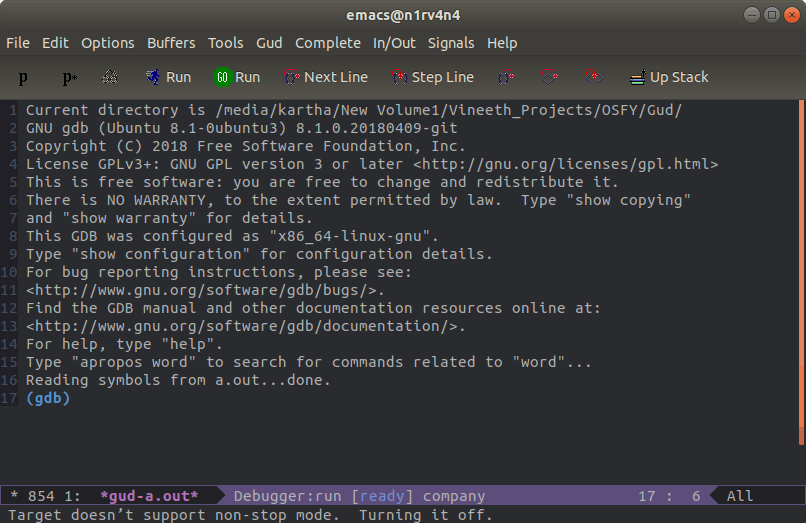 emacs@n1rv4n4
File Edit Options Buffers Tools Gud Complete In/Out Signals Help
p p* Run GO Run Next Line Step Line Up Stack
1 Current directory is /media/kartha/New Volume1/Vineeth_Projects/OSFY/Gud/
2 GNU gdb (Ubuntu 8.1-0ubuntu3) 8.1.0.20180409-git
3 Copyright (C) 2018 Free Software Foundation, Inc.
4 License GPLv3+: GNU GPL version 3 or later <http://gnu.org/licenses/gpl.html>
5 This is free software: you are free to change and redistribute it.
6 There is NO WARRANTY, to the extent permitted by law.  Type "show copying"
7 and "show warranty" for details.
8 This GDB was configured as "x86_64-linux-gnu".
9 Type "show configuration" for configuration details.
10 For bug reporting instructions, please see:
11 <http://www.gnu.org/software/gdb/bugs/>.
12 Find the GDB manual and other documentation resources online at:
13 <http://www.gnu.org/software/gdb/documentation/>.
14 For help, type "help".
15 Type "apropos word" to search for commands related to "word"...
16 Reading symbols from a.out...done.
17 (gdb)
* 854 1: *gud-a.out* Debugger:run [ready] company 17 : 6 All
Target doesn’t support non-stop mode.  Turning it off.